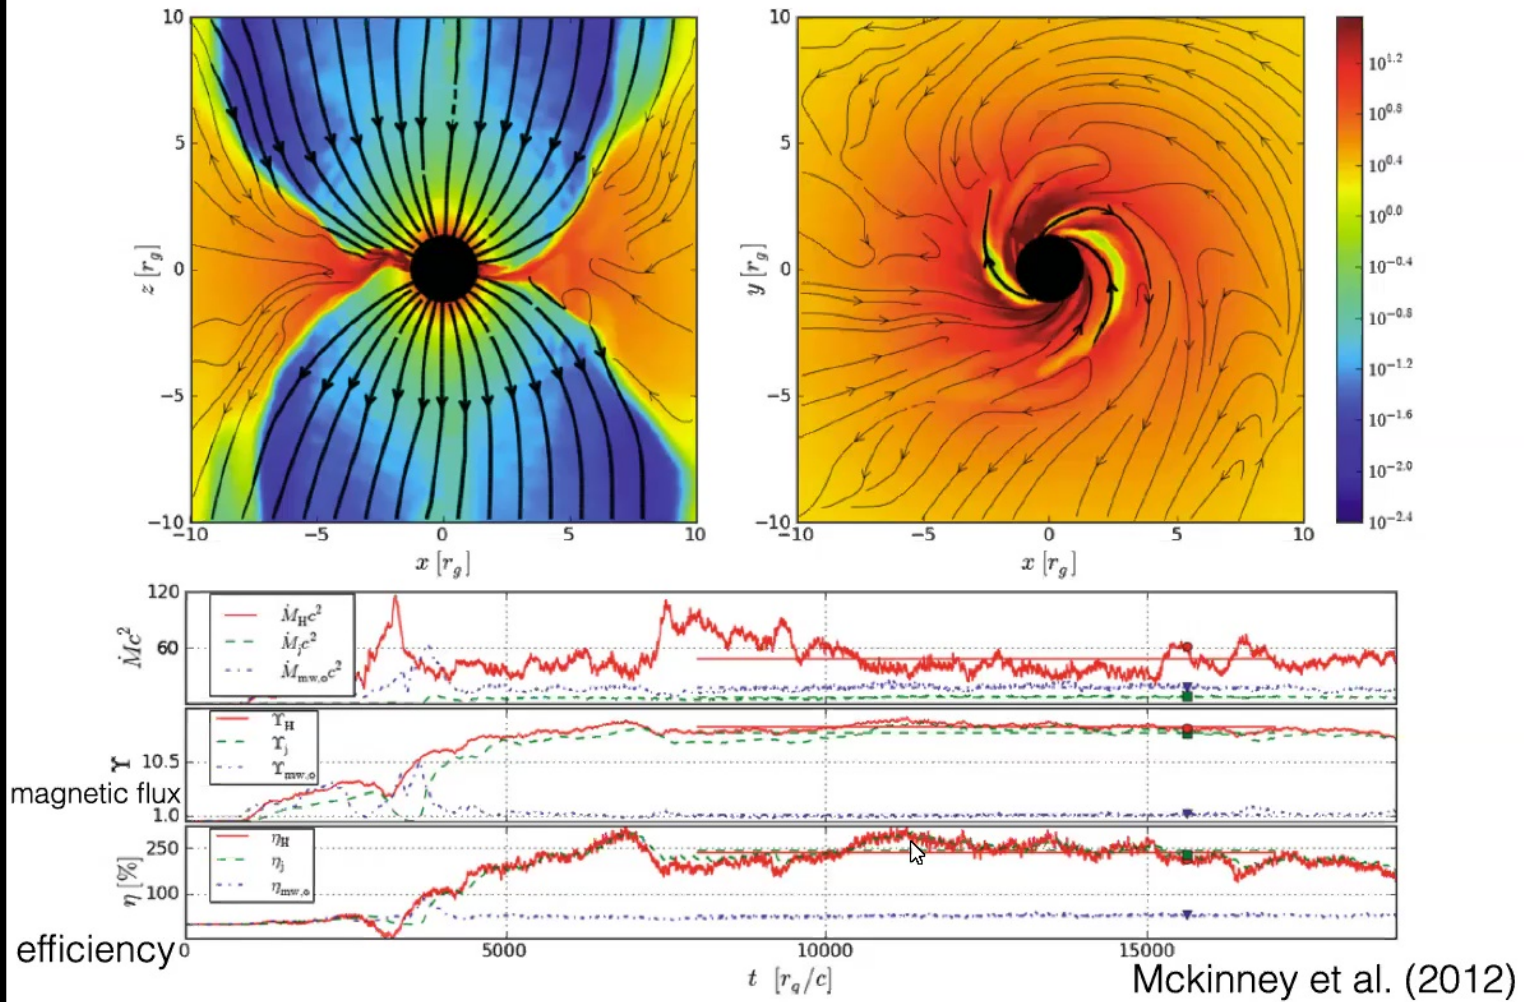 10
5
0
−5
−10
z [r_g]
−10 −5 0 5 10
x [r_g]
10
5
0
−5
−10
y [r_g]
−10 −5 0 5 10
x [r_g]
10^1.2
10^0.8
10^0.4
10^0.0
10^−0.4
10^−0.8
10^−1.2
10^−1.6
10^−2.0
10^−2.4
120
60
Ṁc²
Ṁ_H c²
Ṁ_j c²
Ṁ_mw,o c²
Υ
10.5
1.0
magnetic flux
Υ_H
Υ_j
Υ_mw,o
η [%]
250
100
η_H
η_j
η_mw,o
efficiency
0 5000 10000 15000
t [r_g/c]
Mckinney et al. (2012)